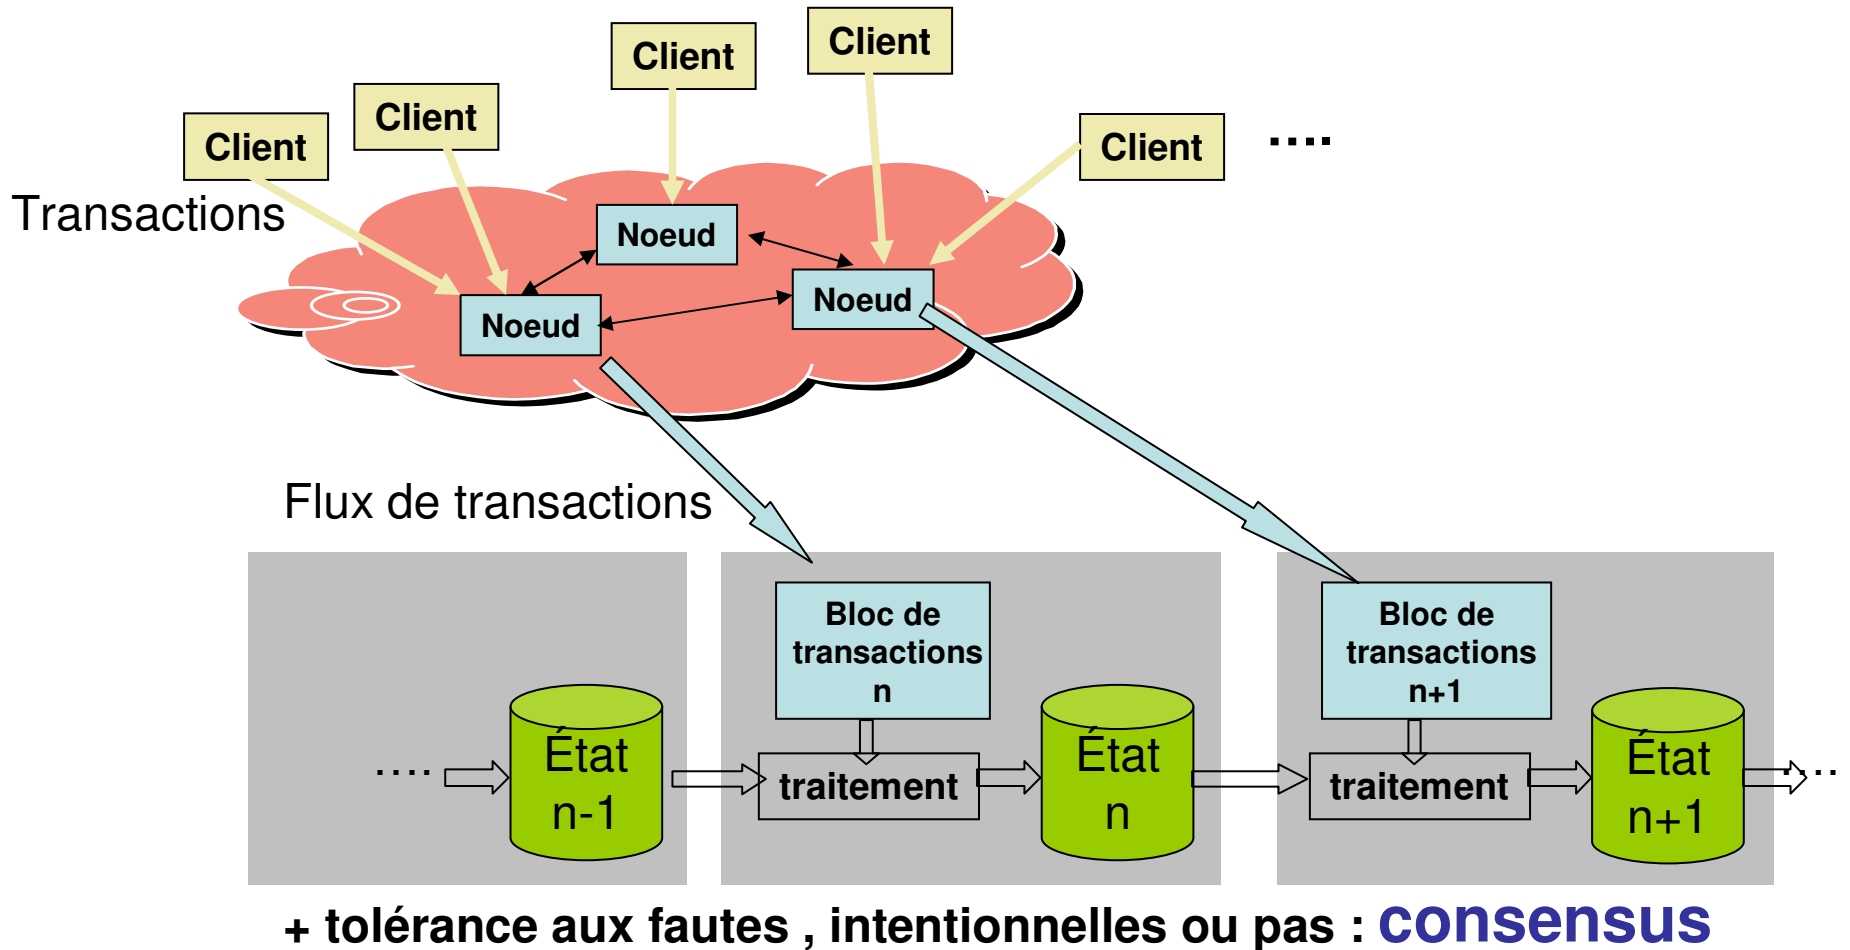 Client
Client
Client
Client
Client
....
Transactions
Noeud
Noeud
Noeud
Flux de transactions
Bloc de
transactions
n
Bloc de
transactions
n+1
....
État
n-1
traitement
État
n
traitement
État
n+1
....
+ tolérance aux fautes , intentionnelles ou pas : consensus